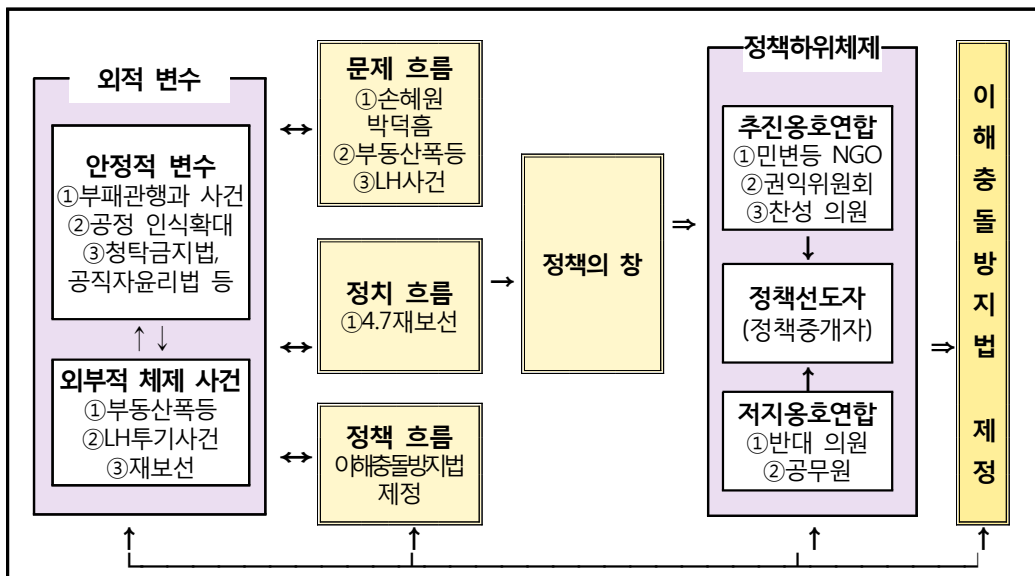 외적 변수
안정적 변수
①부패관행과 사건
②공정 인식확대
③청탁금지법,
공직자윤리법 등
↑ ↓
외부적 체제 사건
①부동산폭등
②LH투기사건
③재보선
↔
↔
↔
문제 흐름
①손혜원
박덕흠
②부동산폭등
③LH사건
정치 흐름
①4.7재보선
정책 흐름
이해충돌방지법
제정
→
정책의 창
⇒
정책하위체제
추진옹호연합
①민변등 NGO
②권익위원회
③찬성 의원
↓
정책선도자
(정책중개자)
↑
저지옹호연합
①반대 의원
②공무원
⇒
이해충돌방지법 제정
↑ ↑ ↑ ↑